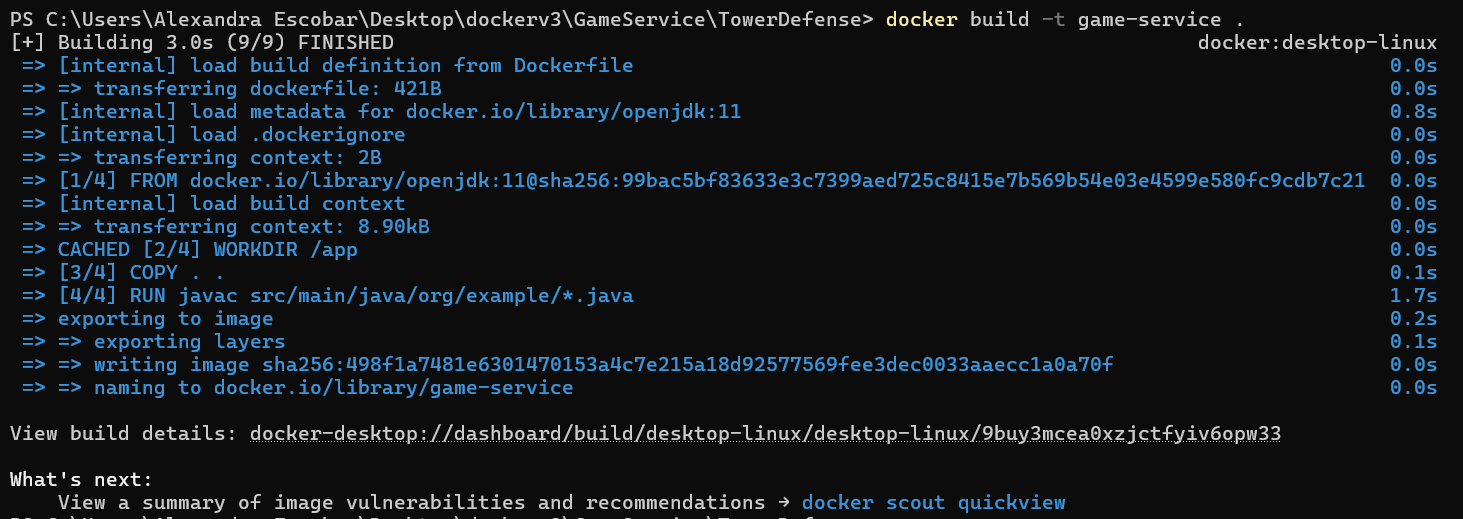 PS C:\Users\Alexandra Escobar\Desktop\dockerv3\GameService\TowerDefense> docker build -t game-service .
[+] Building 3.0s (9/9) FINISHED docker:desktop-linux
=> [internal] load build definition from Dockerfile 0.0s
=> => transferring dockerfile: 421B 0.0s
=> [internal] load metadata for docker.io/library/openjdk:11 0.8s
=> [internal] load .dockerignore 0.0s
=> => transferring context: 2B 0.0s
=> [1/4] FROM docker.io/library/openjdk:11@sha256:99bac5bf83633e3c7399aed725c8415e7b569b54e03e4599e580fc9cdb7c21 0.0s
=> [internal] load build context 0.0s
=> => transferring context: 8.90kB 0.0s
=> CACHED [2/4] WORKDIR /app 0.0s
=> [3/4] COPY . . 0.1s
=> [4/4] RUN javac src/main/java/org/example/*.java 1.7s
=> exporting to image 0.2s
=> => exporting layers 0.1s
=> => writing image sha256:498f1a7481e6301470153a4c7e215a18d92577569fee3dec0033aaecc1a0a70f 0.0s
=> => naming to docker.io/library/game-service 0.0s
View build details: docker-desktop://dashboard/build/desktop-linux/desktop-linux/9buy3mcea0xzjctfyiv6opw33
What's next:
View a summary of image vulnerabilities and recommendations → docker scout quickview